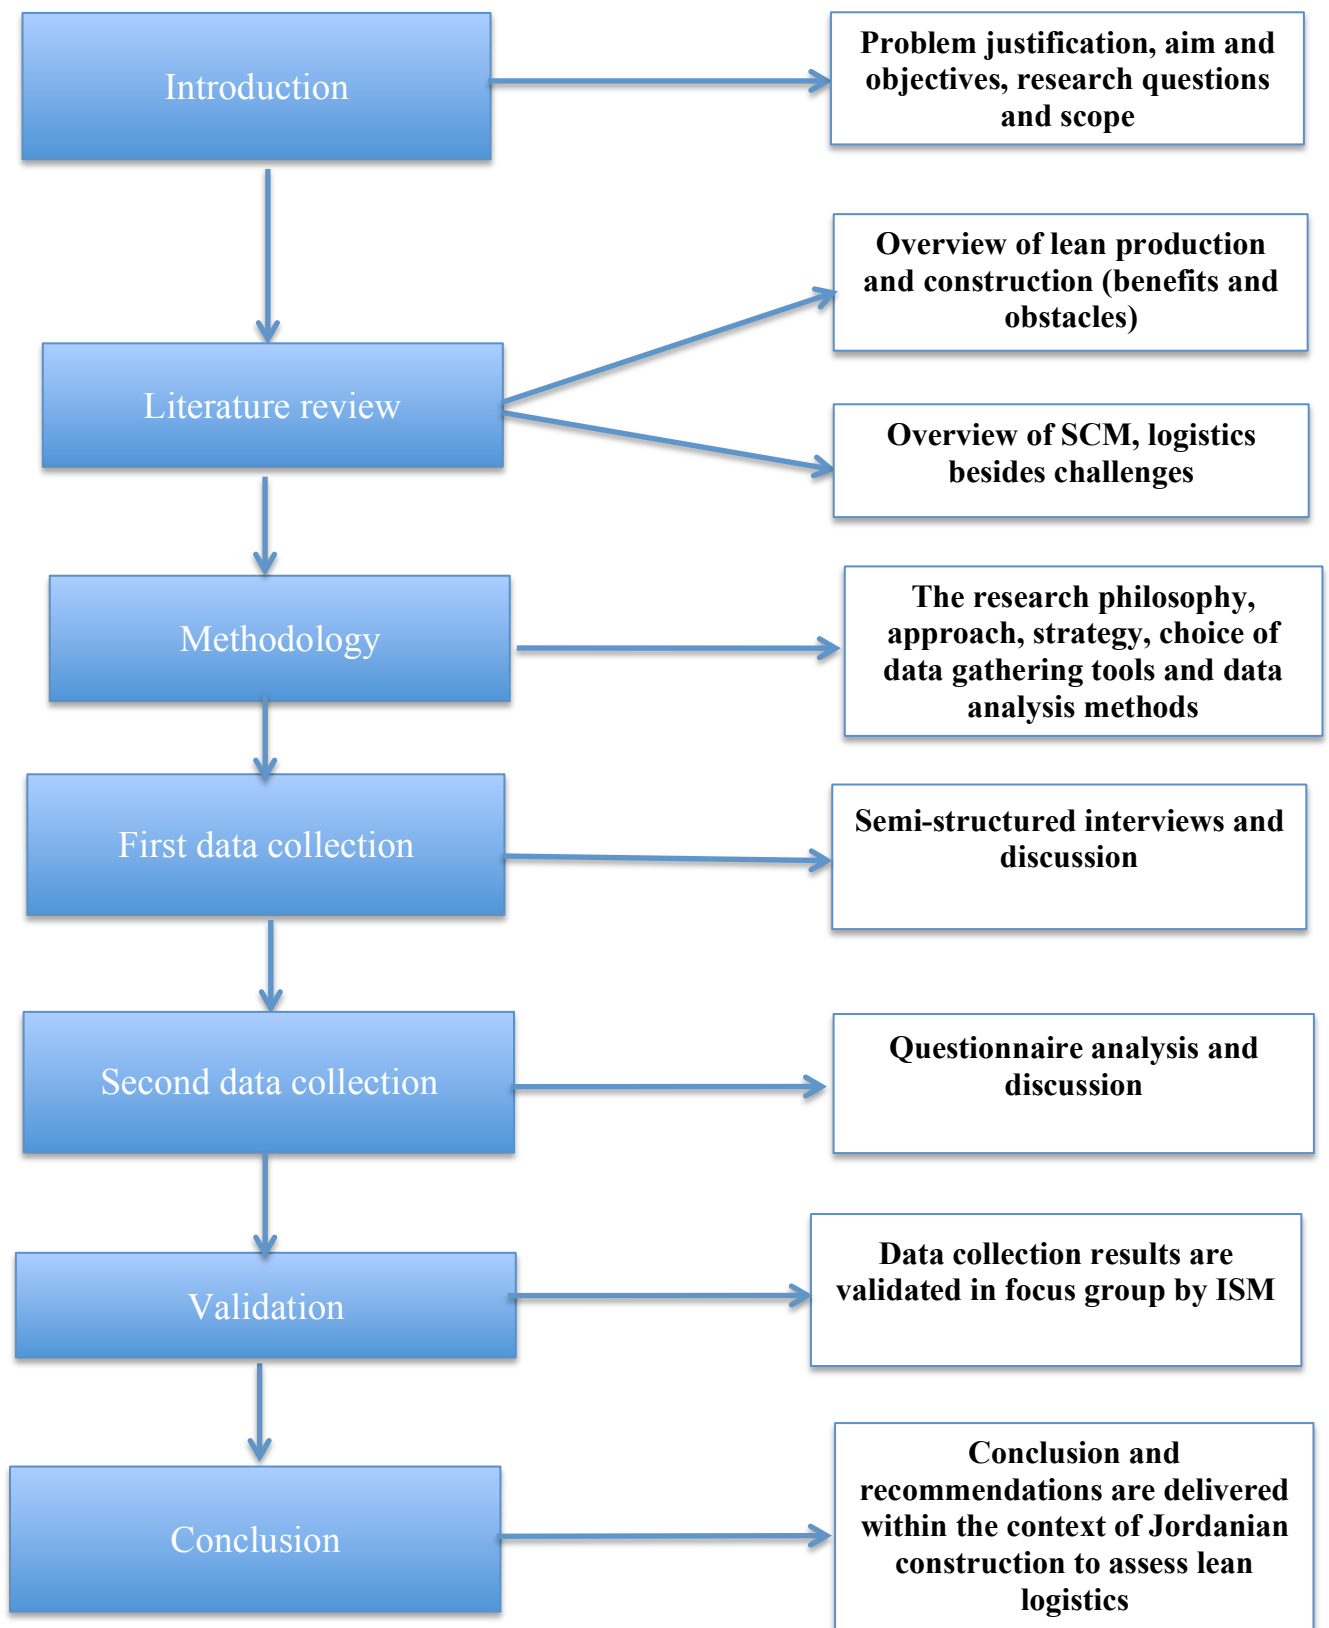 Introduction
Problem justification, aim and
objectives, research questions
and scope
Overview of lean production
and construction (benefits and
obstacles)
Literature review
Overview of SCM, logistics
besides challenges
Methodology
The research philosophy,
approach, strategy, choice of
data gathering tools and data
analysis methods
First data collection
Semi-structured interviews and
discussion
Second data collection
Questionnaire analysis and
discussion
Validation
Data collection results are
validated in focus group by ISM
Conclusion
Conclusion and
recommendations are delivered
within the context of Jordanian
construction to assess lean
logistics